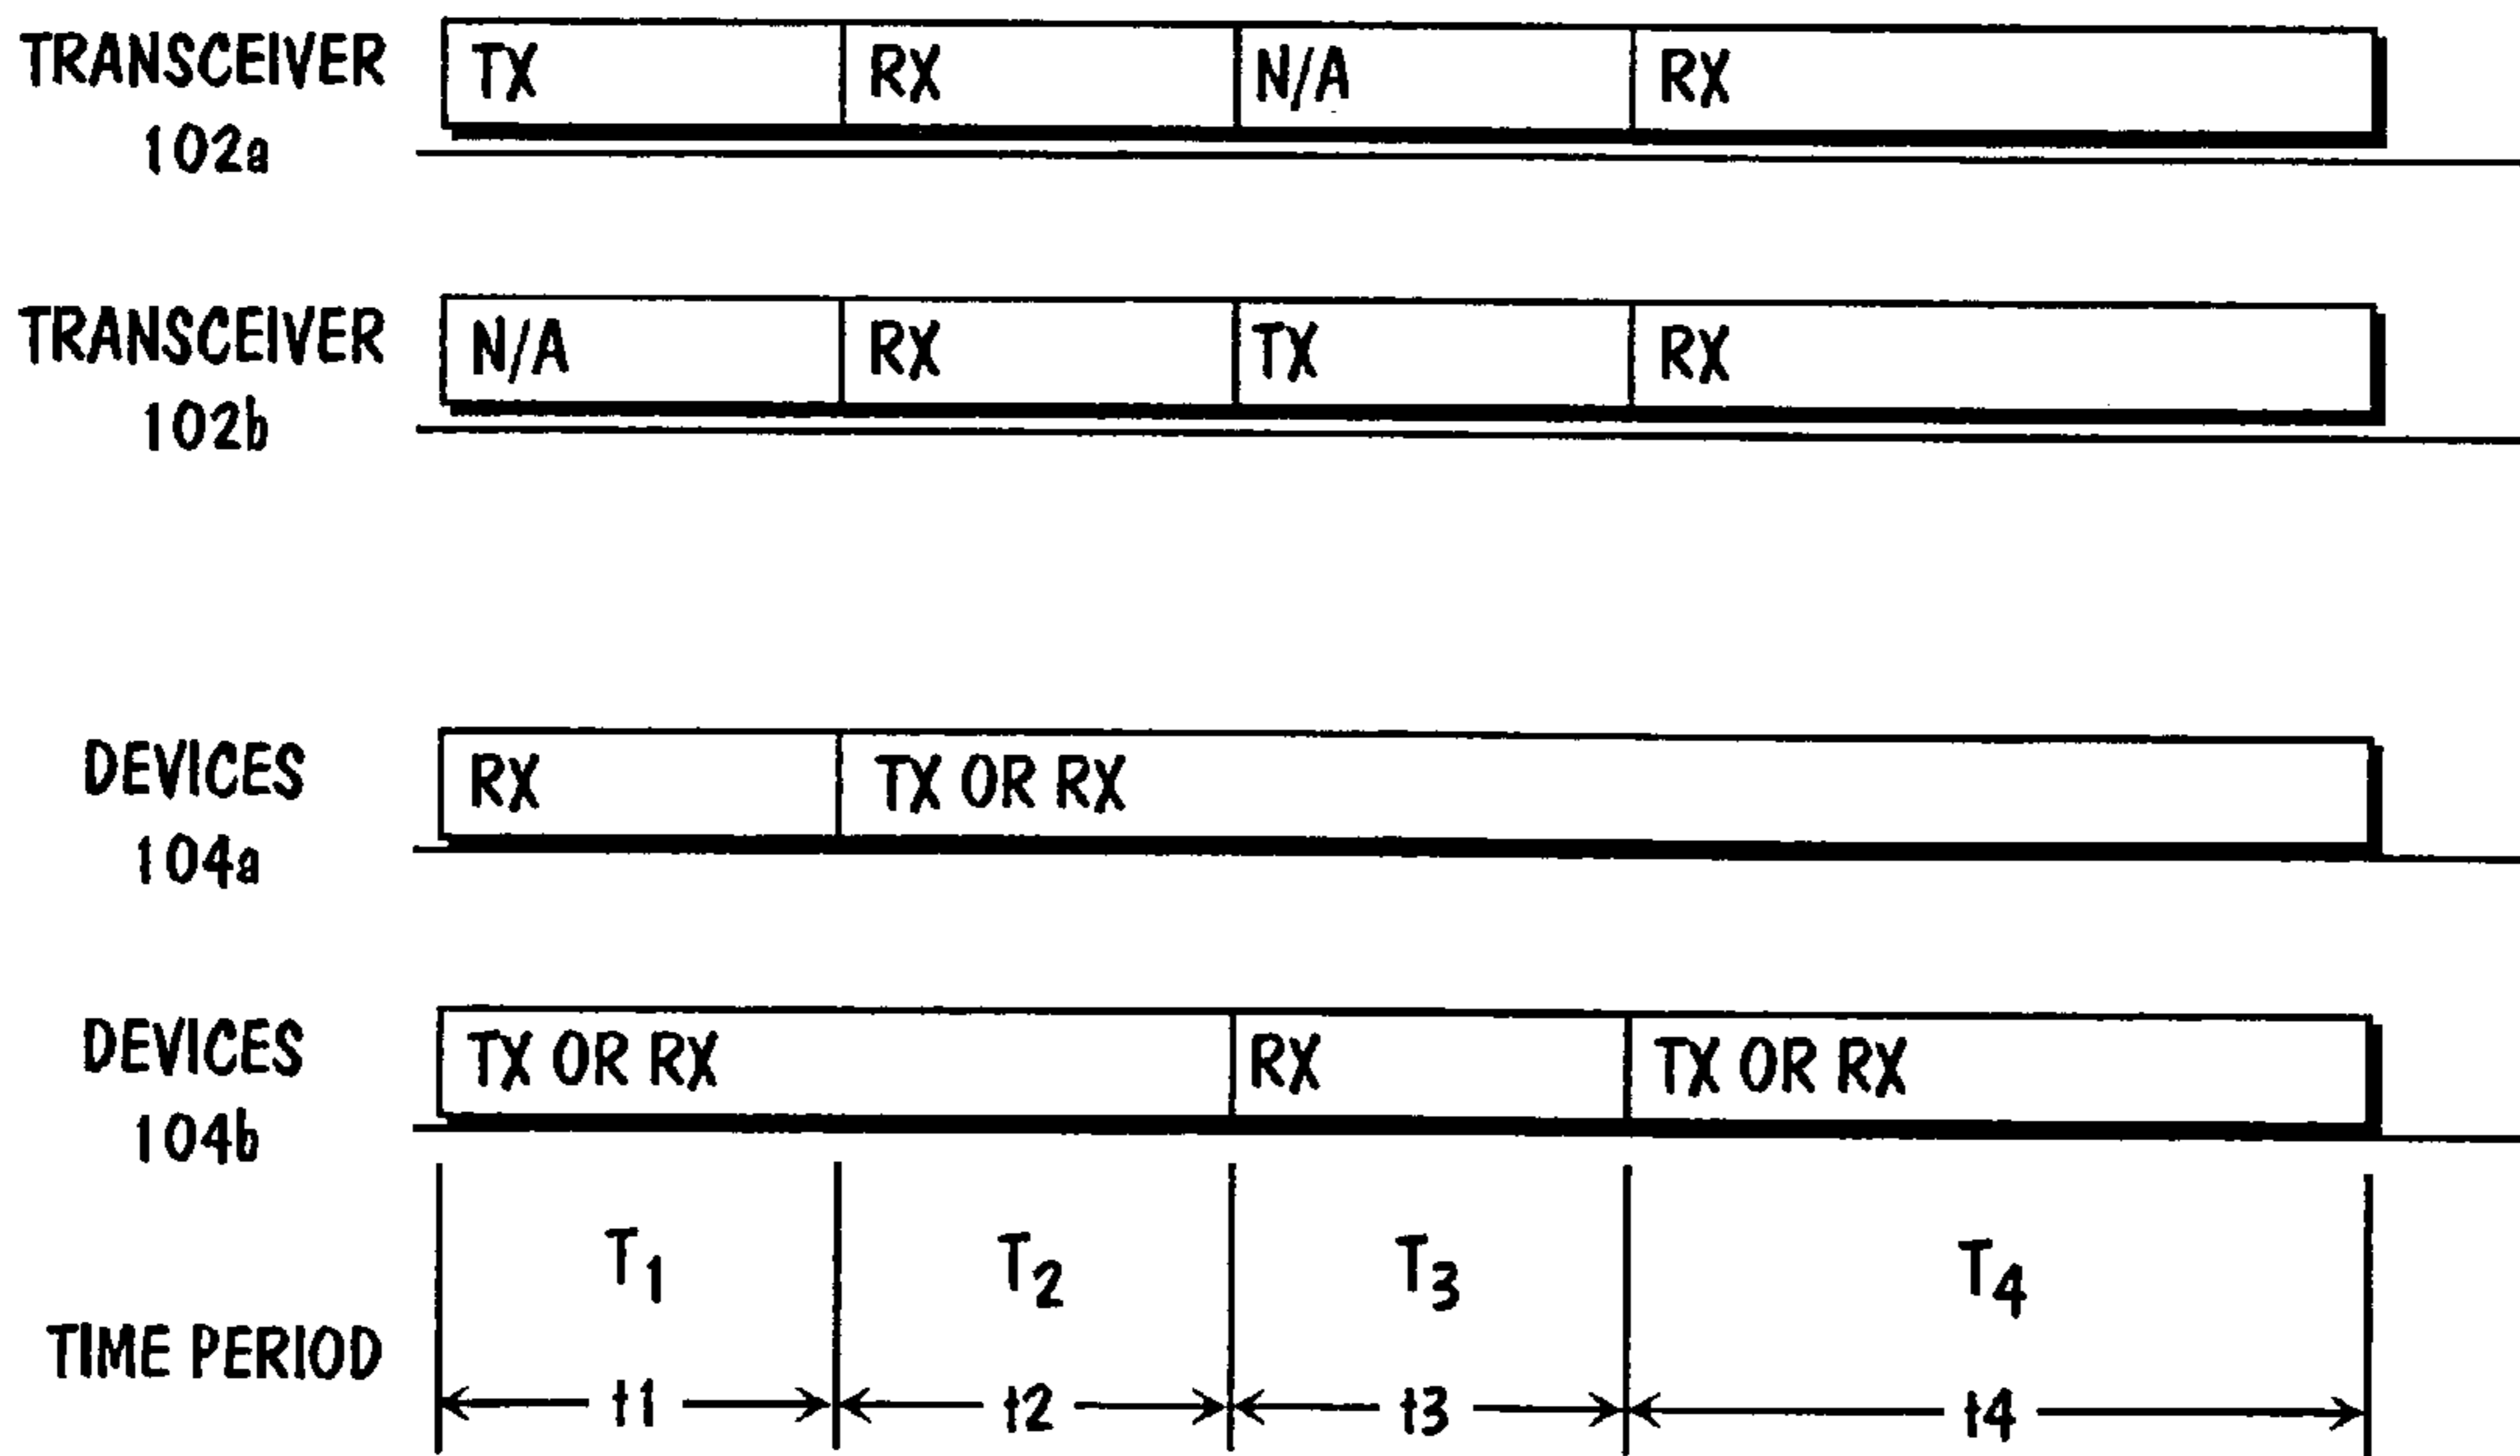 TRANSCEIVER
102a
TX RX N/A RX
TRANSCEIVER
102b
N/A RX TX RX
DEVICES
104a
RX TX OR RX
DEVICES
104b
TX OR RX RX TX OR RX
T1 T2 T3 T4
TIME PERIOD
t1 t2 t3 t4